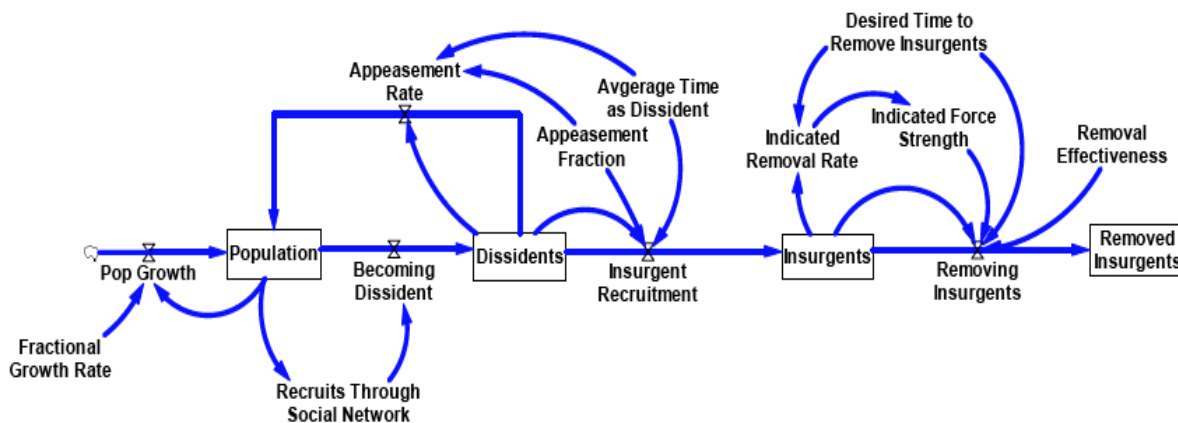 Desired Time to
Remove Insurgents
Appeasement
Rate
Avgerage Time
as Dissident
Appeasement
Fraction
Indicated
Removal Rate
Indicated Force
Strength
Removal
Effectiveness
Population
Pop Growth
Becoming
Dissident
Dissidents
Insurgent
Recruitment
Insurgents
Removing
Insurgents
Removed
Insurgents
Fractional
Growth Rate
Recruits Through
Social Network